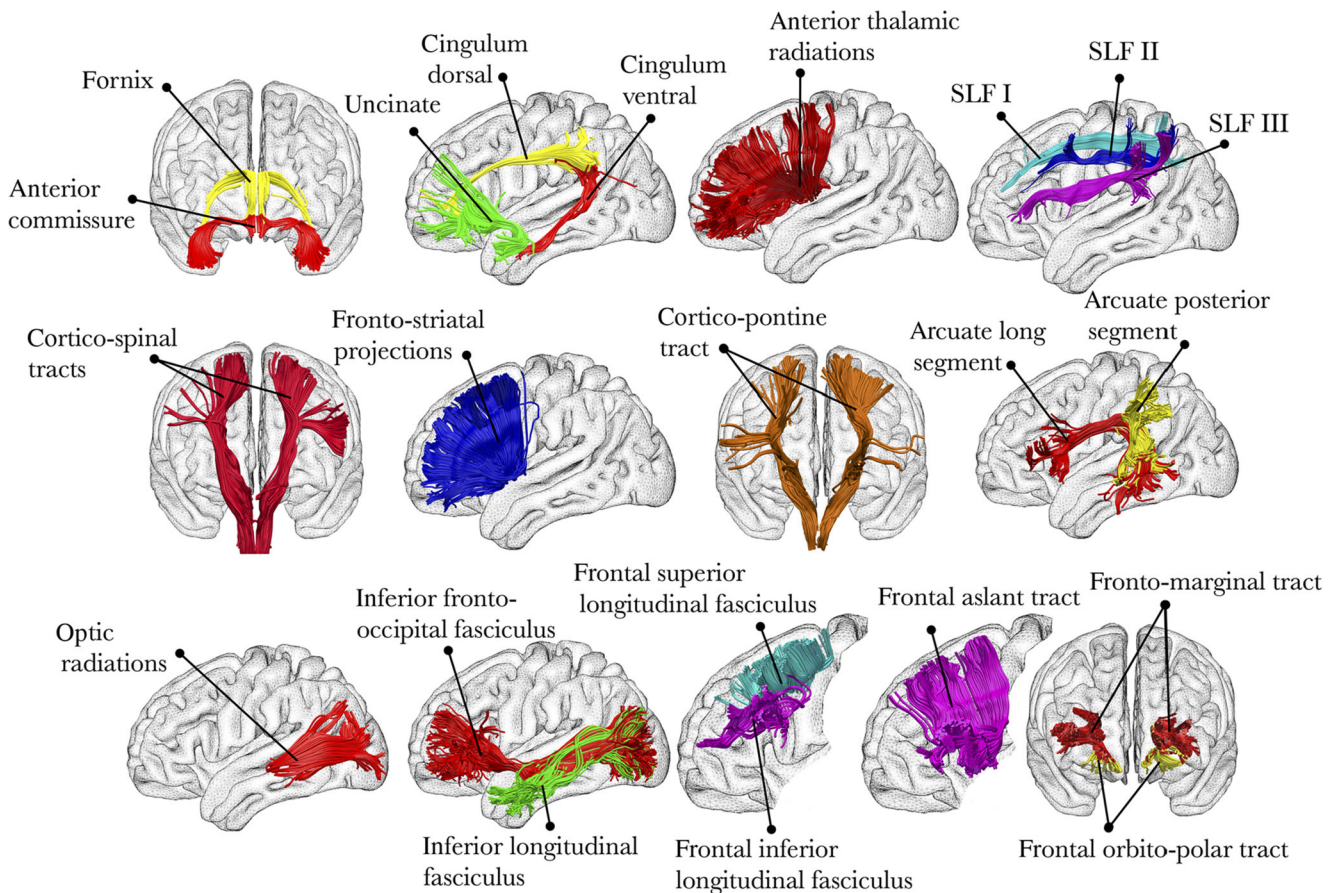 Fornix
Anterior
commissure
Cingulum
dorsal
Uncinate
Cingulum
ventral
Anterior thalamic
radiations
SLF I
SLF II
SLF III
Cortico-spinal
tracts
Fronto-striatal
projections
Cortico-pontine
tract
Arcuate long
segment
Arcuate posterior
segment
Optic
radiations
Inferior fronto-
occipital fasciculus
Inferior longitudinal
fasciculus
Frontal superior
longitudinal fasciculus
Frontal inferior
longitudinal fasciculus
Frontal aslant tract
Fronto-marginal tract
Frontal orbito-polar tract